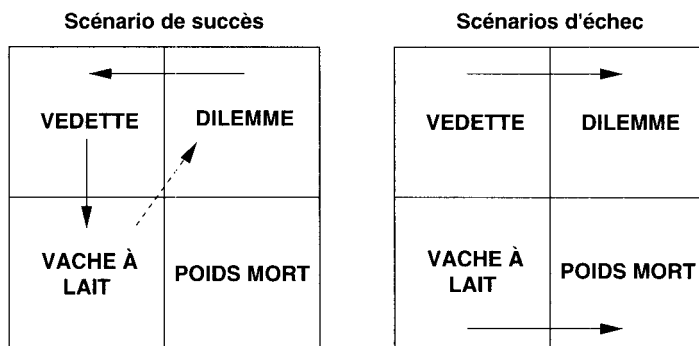 Scénario de succès
Scénarios d'échec
VEDETTE
DILEMME
VACHE À
LAIT
POIDS MORT
VEDETTE
DILEMME
VACHE À
LAIT
POIDS MORT